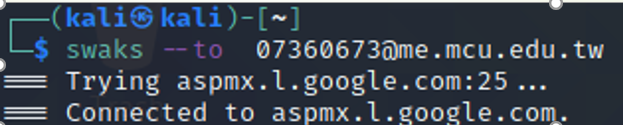 (kali㉿kali)-[~]
$ swaks --to 07360673@me.mcu.edu.tw
=== Trying aspmx.l.google.com:25...
=== Connected to aspmx.l.google.com.